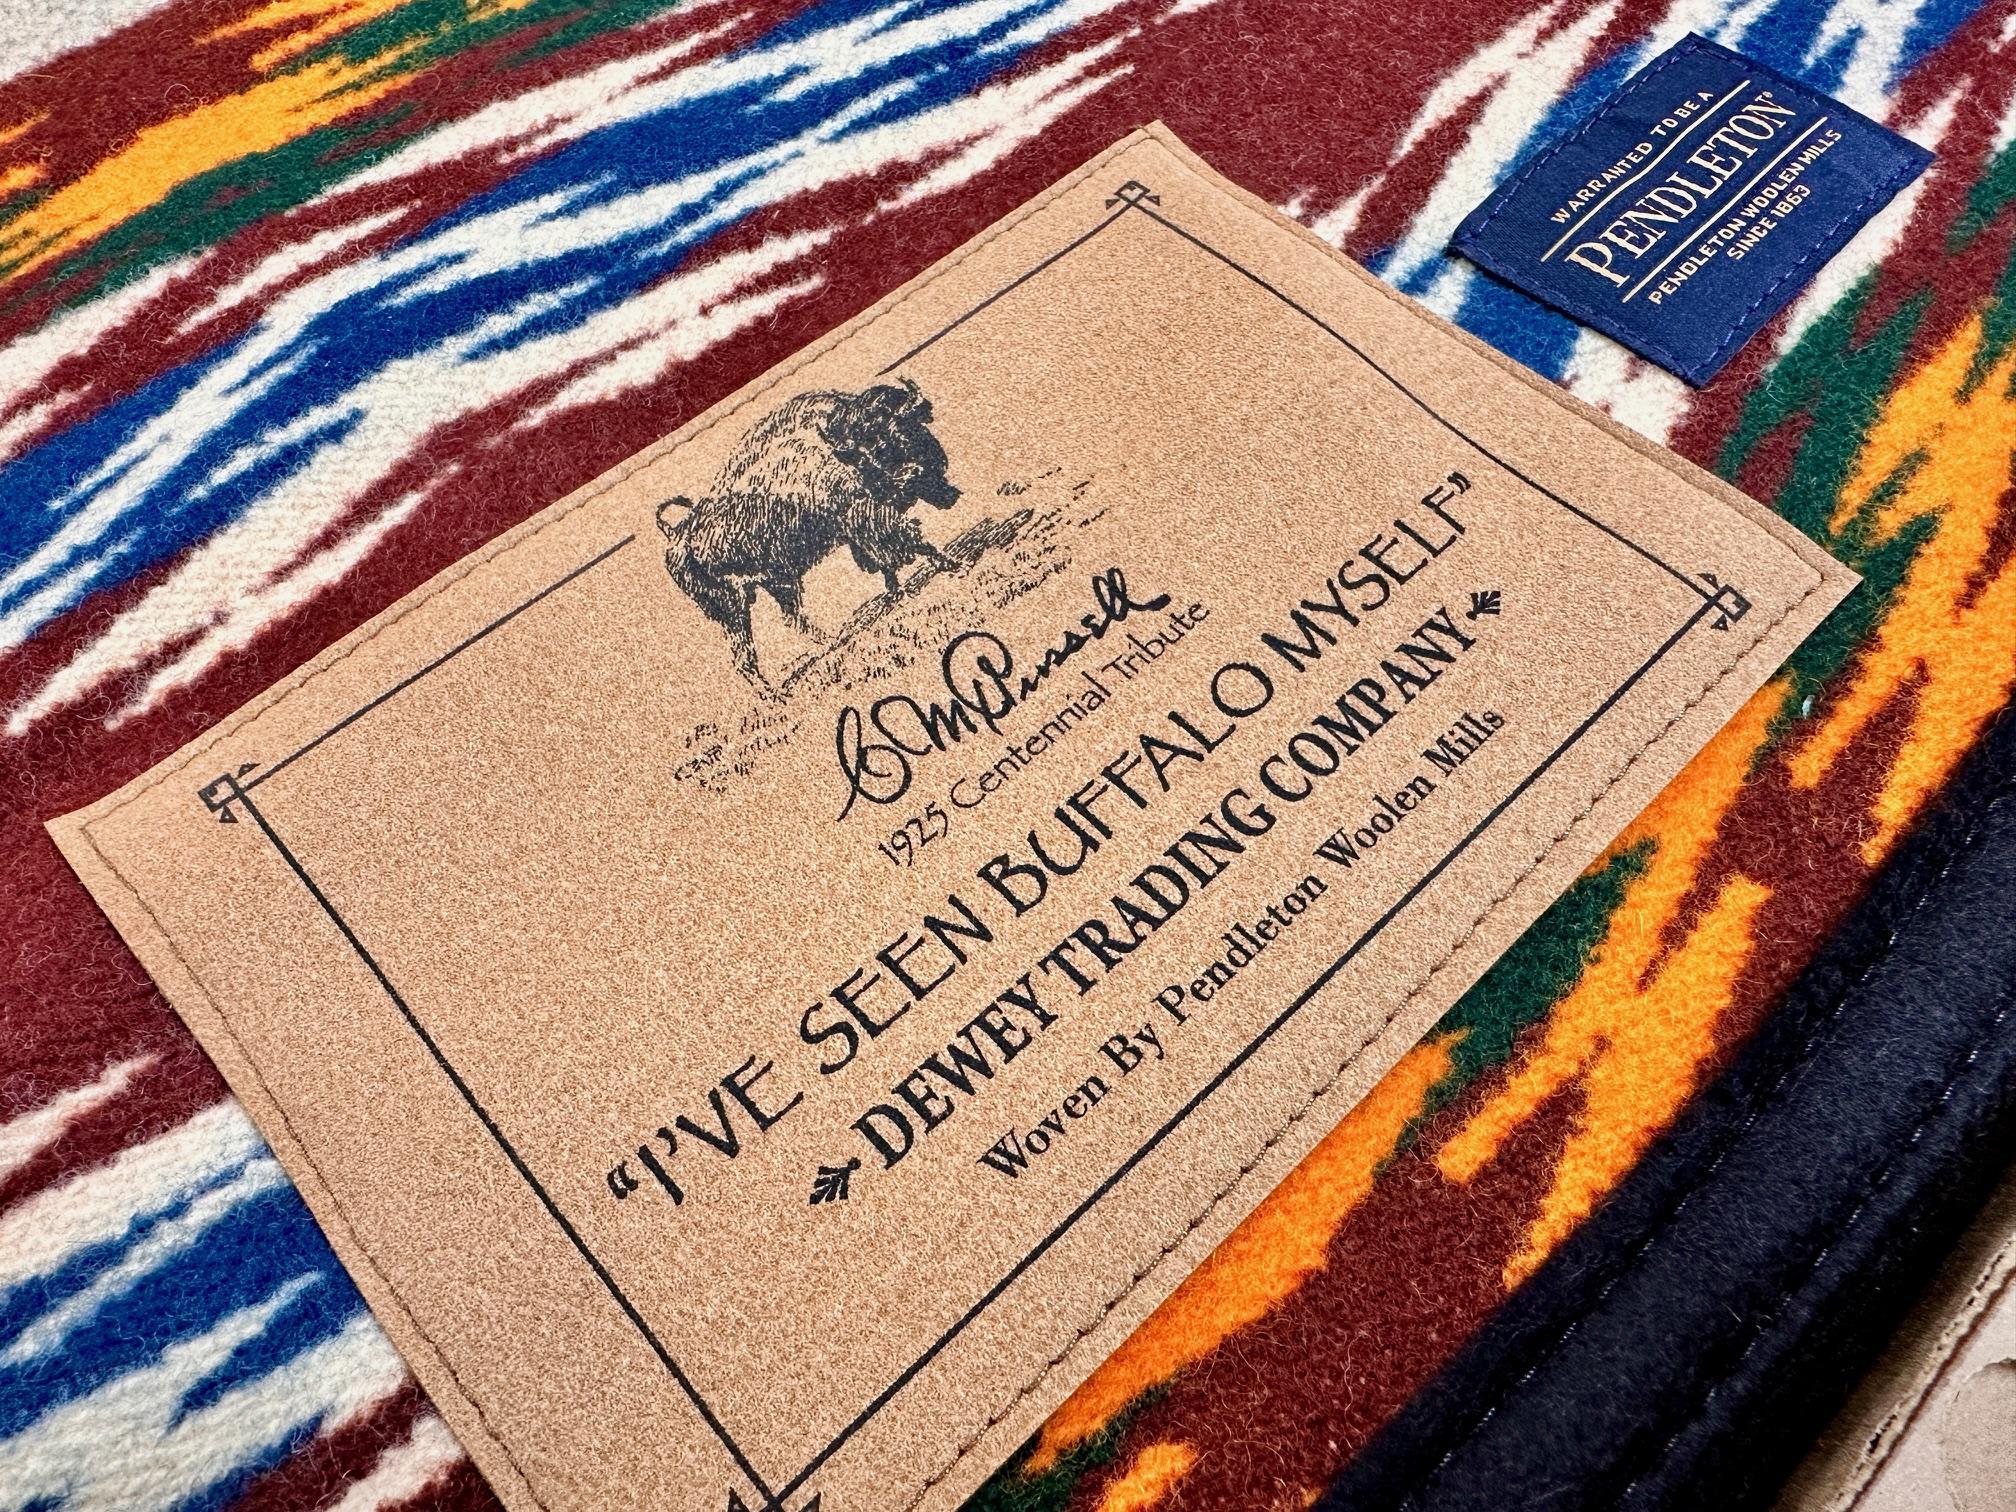 WARRANTED TO BE A
PENDLETON®
PENDLETON WOOLEN MILLS
SINCE 1863
CMRussell
1925 Centennial Tribute
“I'VE SEEN BUFFALO MYSELF”
DEWEY TRADING COMPANY
Woven By Pendleton Woolen Mills